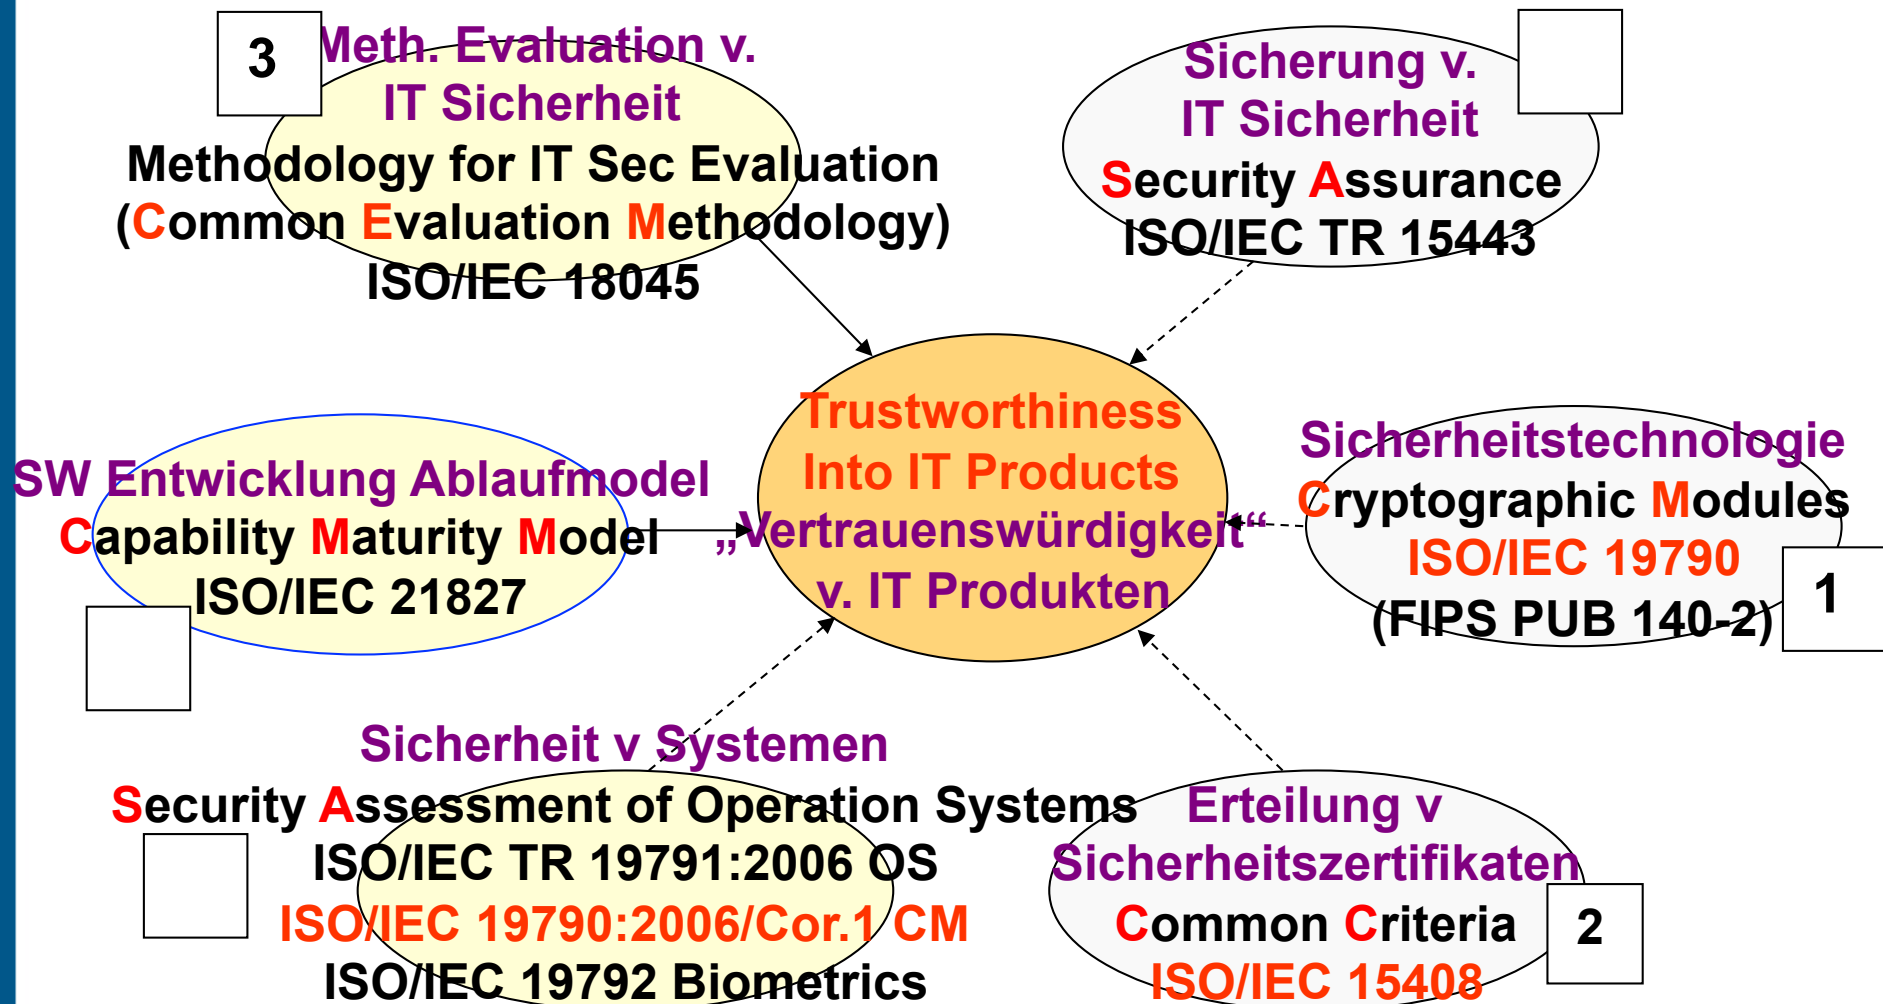 3
Meth. Evaluation v.
IT Sicherheit
Methodology for IT Sec Evaluation
(Common Evaluation Methodology)
ISO/IEC 18045
Sicherung v.
IT Sicherheit
Security Assurance
ISO/IEC TR 15443
Trustworthiness
Into IT Products
„Vertrauenswürdigkeit“
v. IT Produkten
SW Entwicklung Ablaufmodel
Capability Maturity Model
ISO/IEC 21827
Sicherheitstechnologie
Cryptographic Modules
ISO/IEC 19790
(FIPS PUB 140-2)
1
Sicherheit v Systemen
Security Assessment of Operation Systems
ISO/IEC TR 19791:2006 OS
ISO/IEC 19790:2006/Cor.1 CM
ISO/IEC 19792 Biometrics
Erteilung v
Sicherheitszertifikaten
Common Criteria
ISO/IEC 15408
2